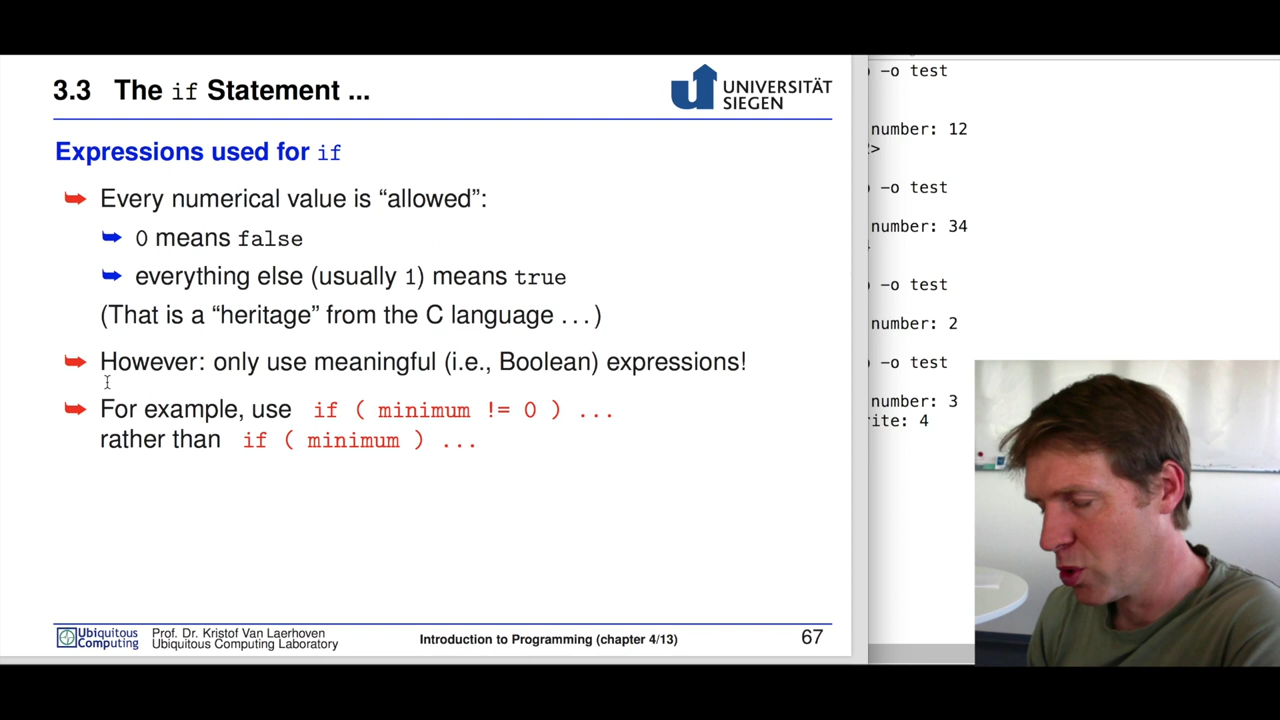 3.3 The if Statement ...
UNIVERSITÄT
SIEGEN
Expressions used for if
Every numerical value is “allowed”:
0 means false
everything else (usually 1) means true
(That is a “heritage” from the C language ...)
However: only use meaningful (i.e., Boolean) expressions!
For example, use if ( minimum != 0 ) ...
rather than if ( minimum ) ...
Ubiquitous
Computing
Prof. Dr. Kristof Van Laerhoven
Ubiquitous Computing Laboratory
Introduction to Programming (chapter 4/13)
67
-o test
number: 12
>
-o test
number: 34
-o test
number: 2
-o test
number: 3
rite: 4